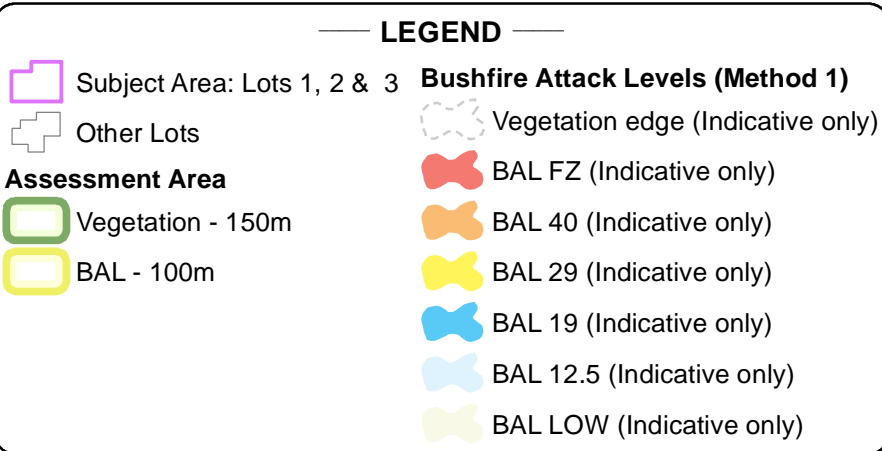 LEGEND
Subject Area: Lots 1, 2 & 3
Other Lots
Assessment Area
Vegetation - 150m
BAL - 100m
Bushfire Attack Levels (Method 1)
Vegetation edge (Indicative only)
BAL FZ (Indicative only)
BAL 40 (Indicative only)
BAL 29 (Indicative only)
BAL 19 (Indicative only)
BAL 12.5 (Indicative only)
BAL LOW (Indicative only)